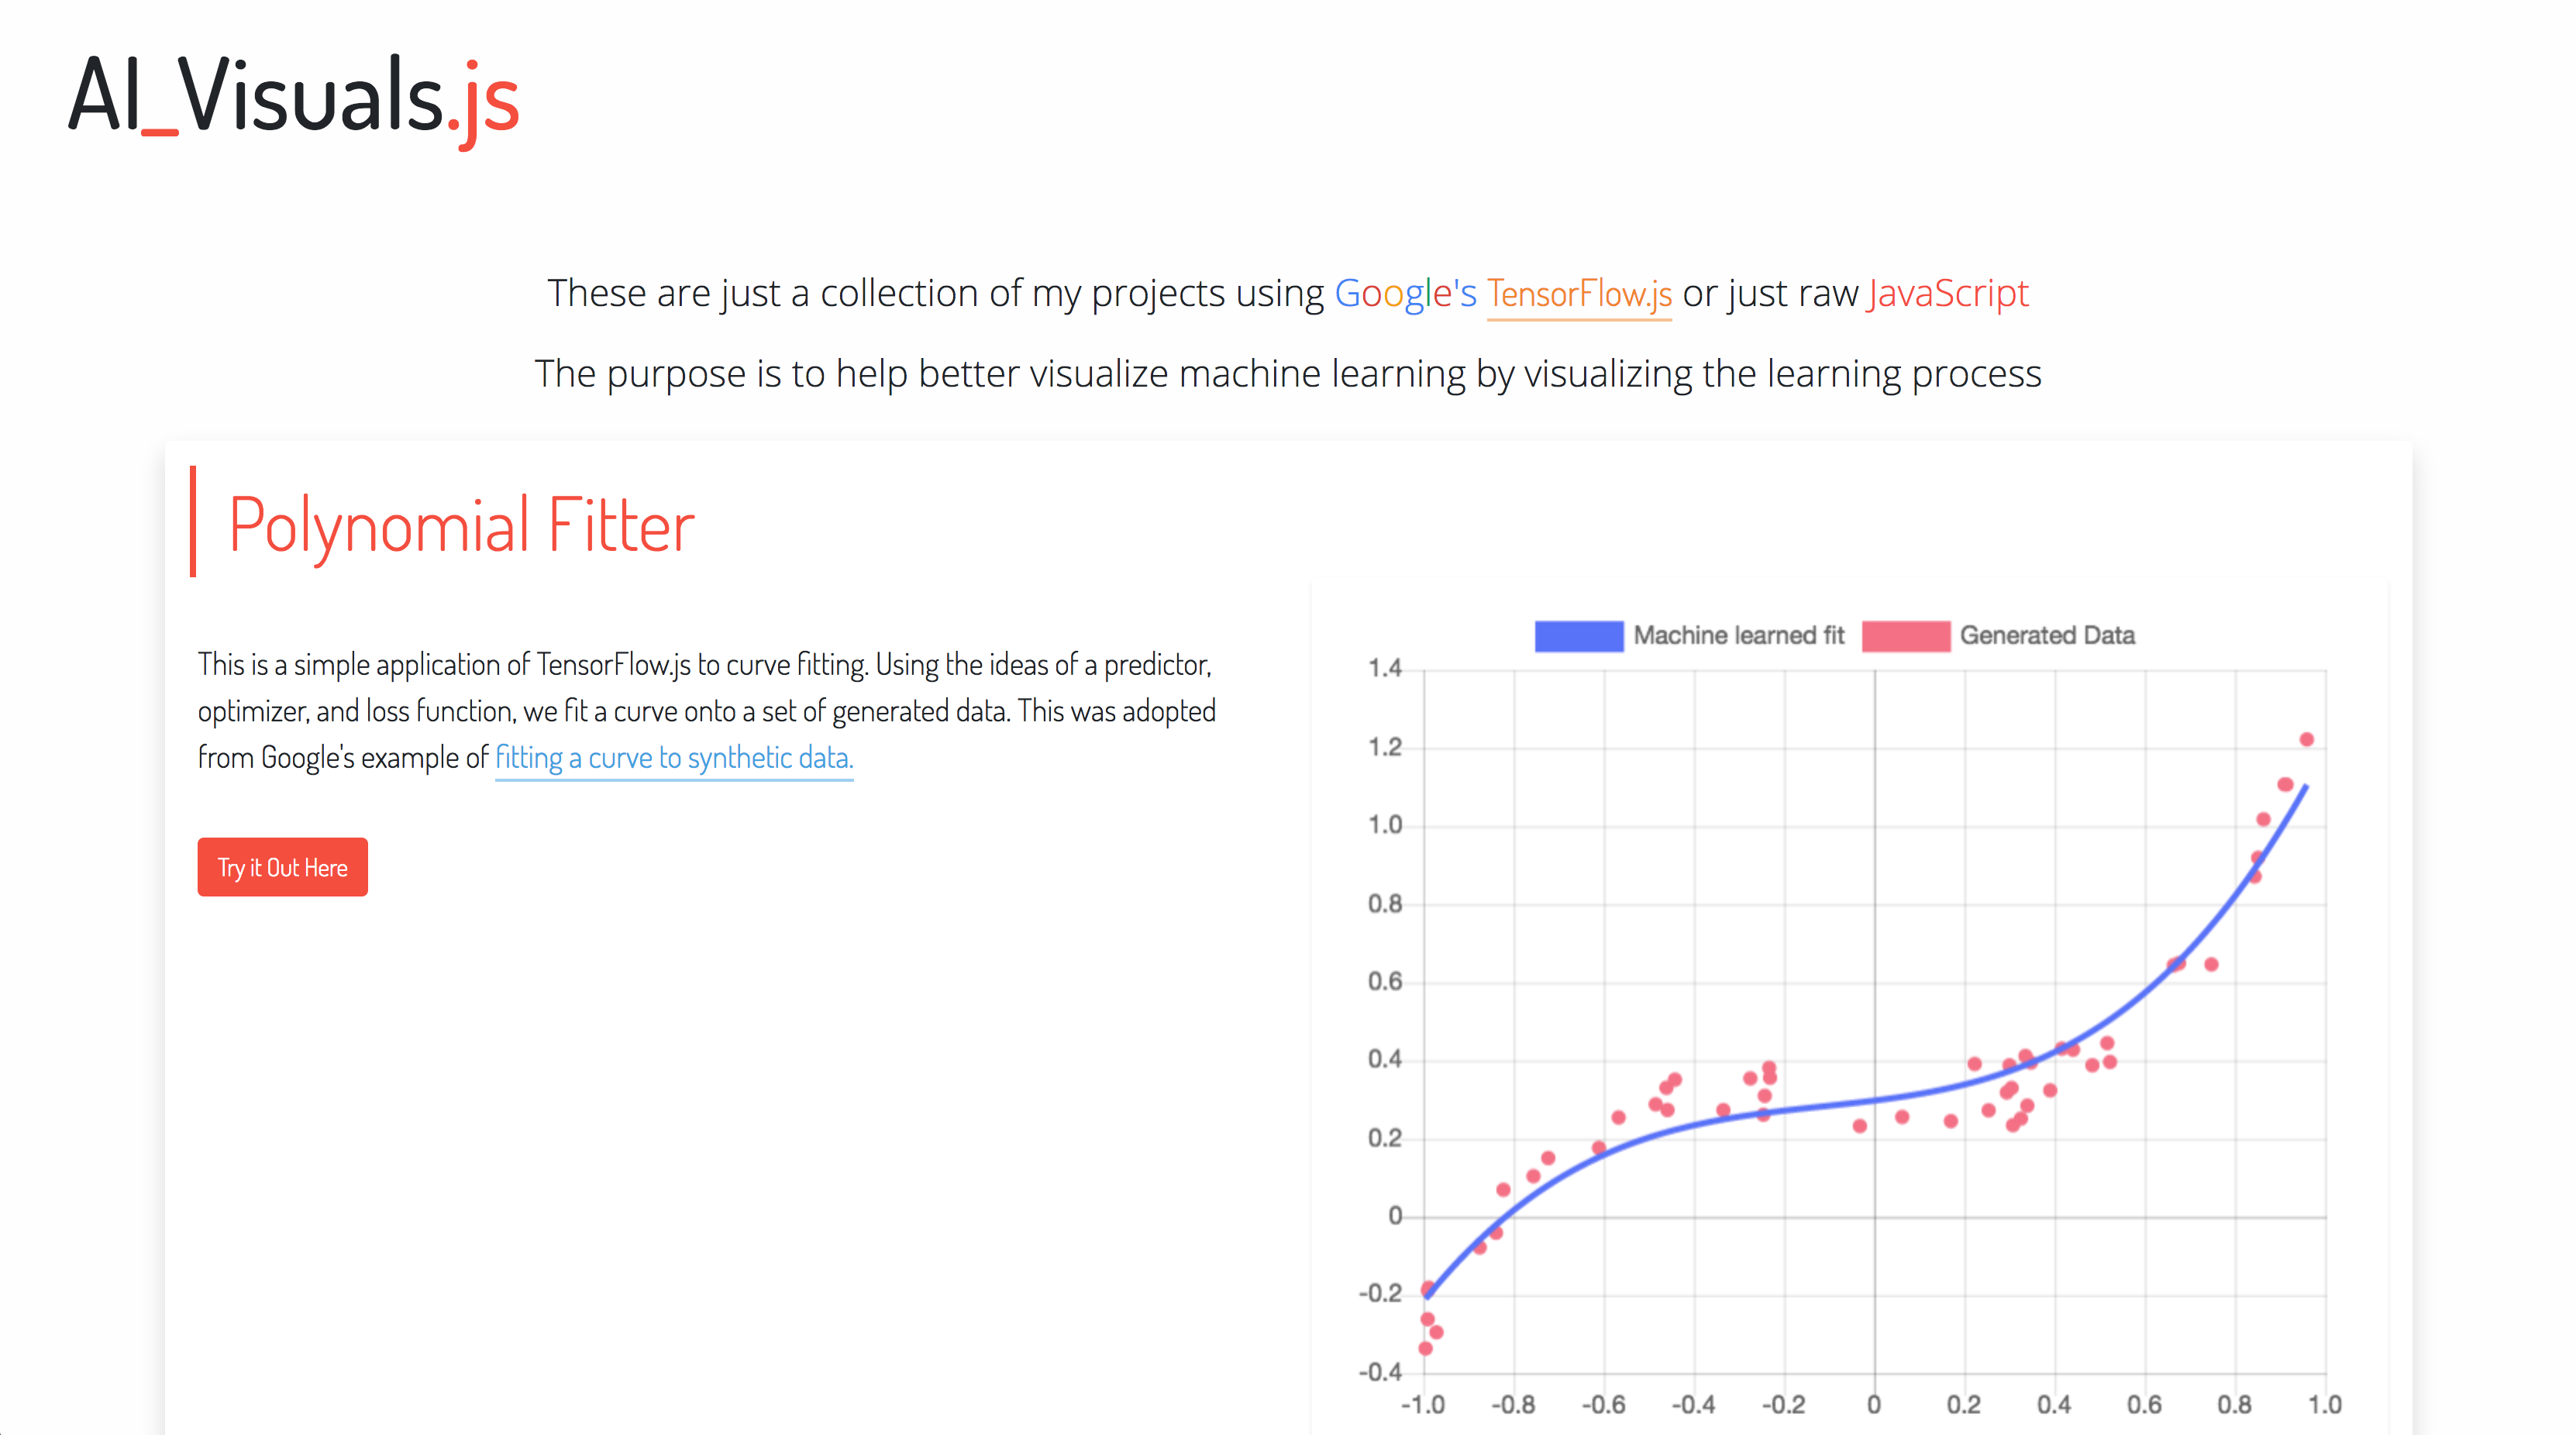 AI_Visuals.js
These are just a collection of my projects using Google's TensorFlow.js or just raw JavaScript
The purpose is to help better visualize machine learning by visualizing the learning process
Polynomial Fitter
This is a simple application of TensorFlow.js to curve fitting. Using the ideas of a predictor,
optimizer, and loss function, we fit a curve onto a set of generated data. This was adopted
from Google's example of fitting a curve to synthetic data.
Try it Out Here
Machine learned fit Generated Data
1.4
1.2
1.0
0.8
0.6
0.4
0.2
0
-0.2
-0.4
-1.0 -0.8 -0.6 -0.4 -0.2 0 0.2 0.4 0.6 0.8 1.0